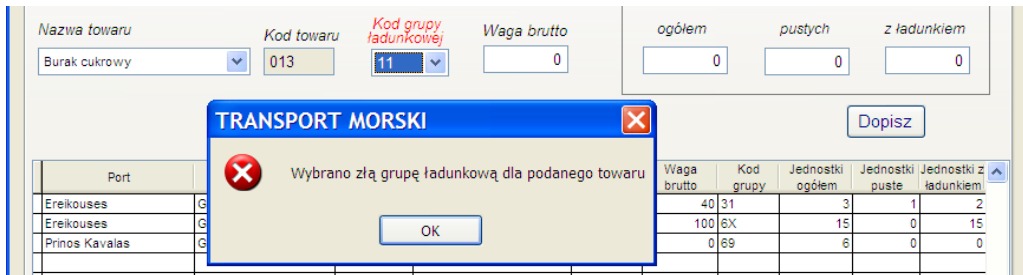 Nazwa towaru
Kod towaru
Kod grupy
ładunkowej
Waga brutto
ogółem
pustych
z ładunkiem
Burak cukrowy
013
11
0
0
0
0
Dopisz
TRANSPORT MORSKI
Wybrano złą grupę ładunkową dla podanego towaru
OK
Port
Waga
brutto
Kod
grupy
Jednostki
ogółem
Jednostki
puste
Jednostki z
ładunkiem
Ereikouses G 40 31 3 1 2
Ereikouses G 100 6X 15 0 15
Prinos Kavalas G 0 69 6 0 0